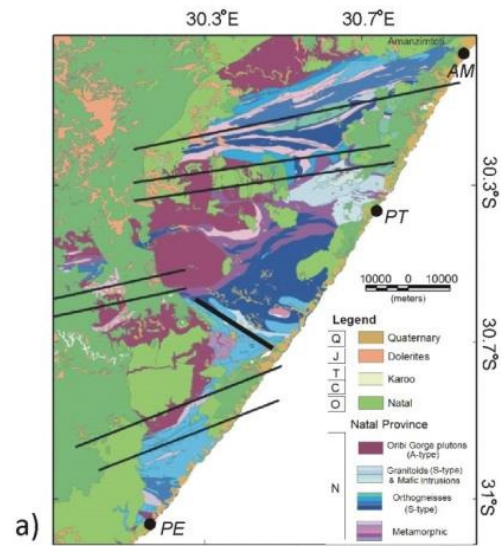 30.3°E 30.7°E
Amanzimtoti
AM
30.3°S
PT
10000 0 10000
(meters)
30.7°S
Legend
Q Quaternary
J Dolerites
T
C Karoo
O Natal
Natal Province
Oribi Gorge plutons
(A-type)
Granitoids (S-type)
& Mafic intrusions
N
Orthogneisses
(S-type)
Metamorphic
31°S
a) PE